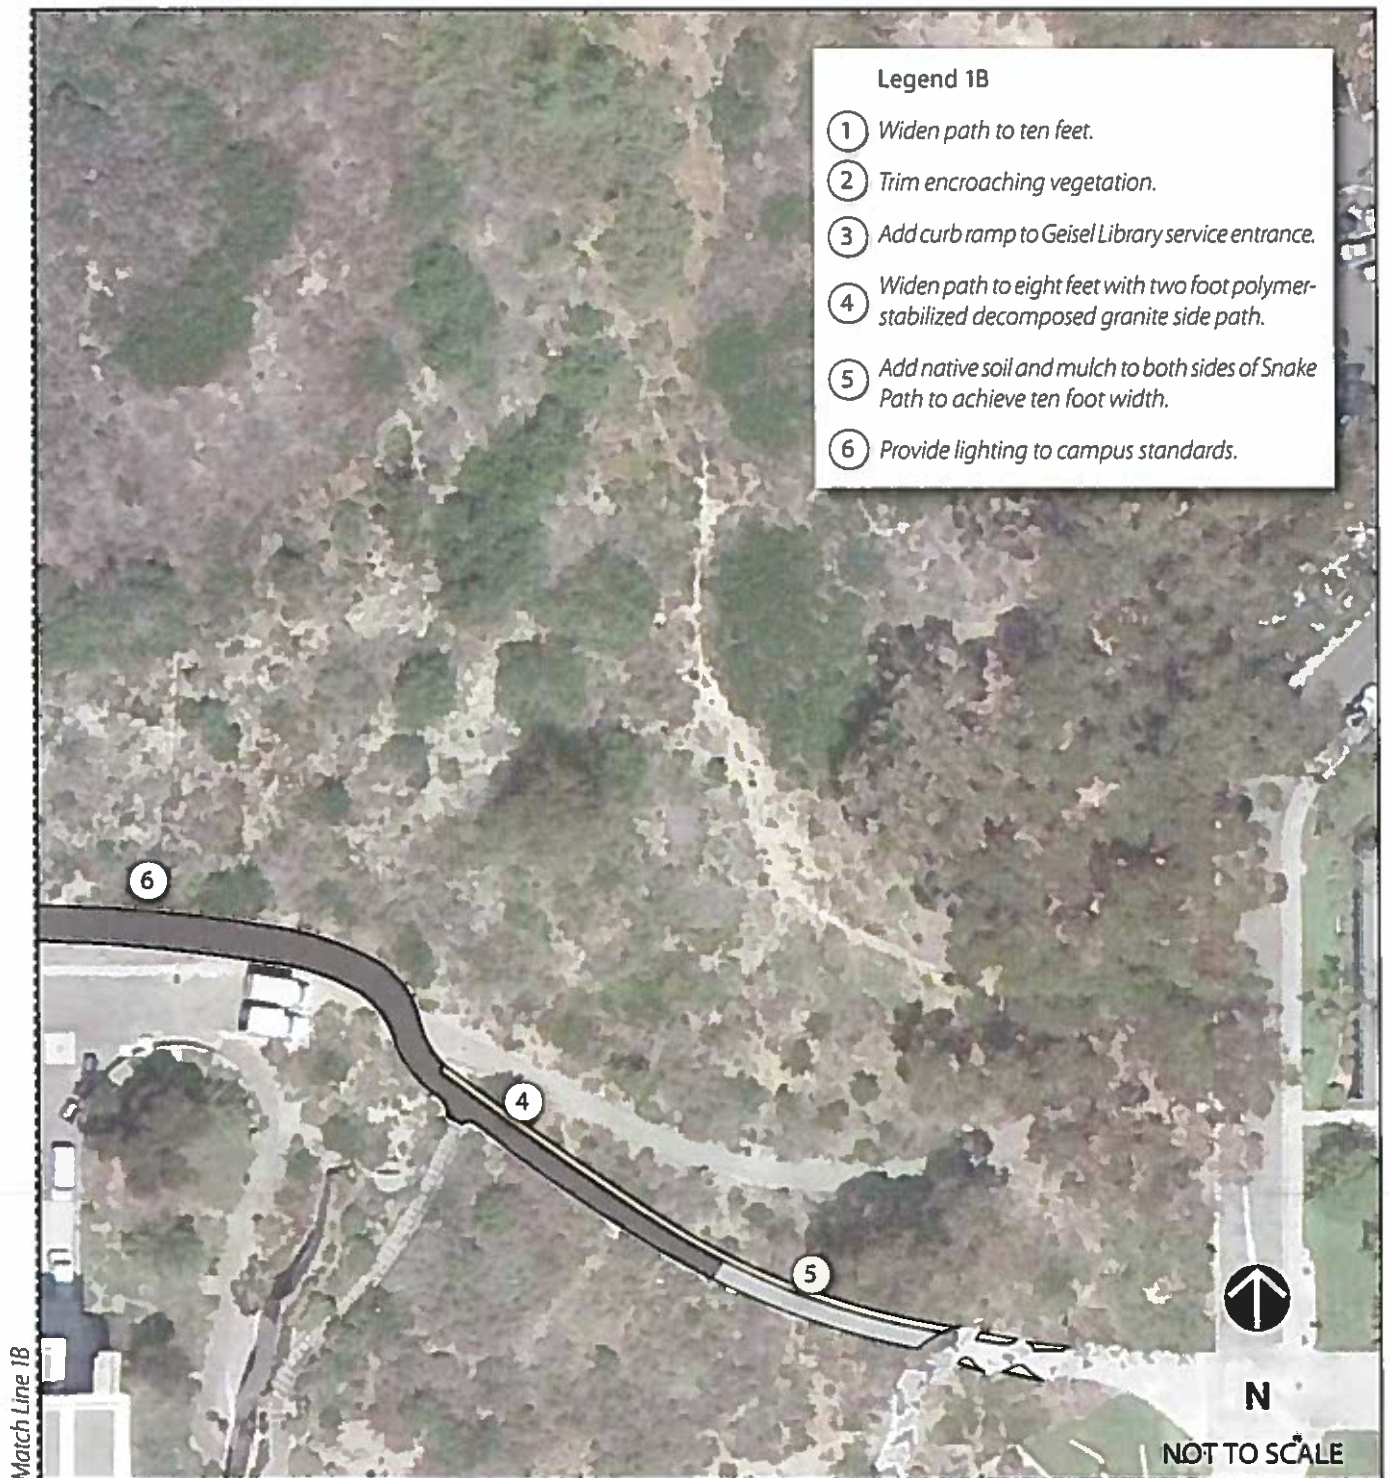 Legend 1B
1 Widen path to ten feet.
2 Trim encroaching vegetation.
3 Add curb ramp to Geisel Library service entrance.
4 Widen path to eight feet with two foot polymer-
stabilized decomposed granite side path.
5 Add native soil and mulch to both sides of Snake
Path to achieve ten foot width.
6 Provide lighting to campus standards.
6
4
5
Match Line 1B
N
NOT TO SCALE